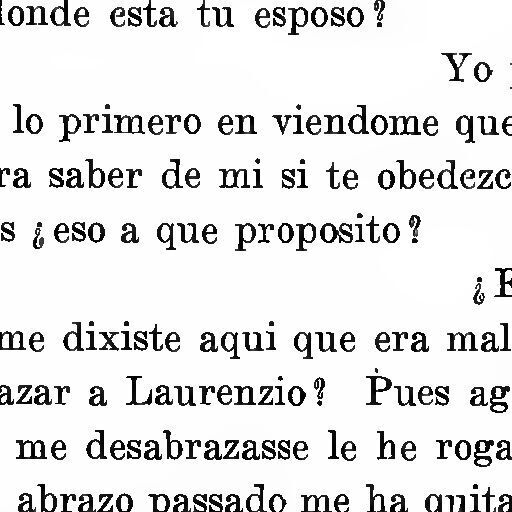 donde esta tu esposo?
Yo
lo primero en viendome que
ra saber de mi si te obedezc
s ¿eso a que proposito?
¿E
me dixiste aqui que era mal
azar a Laurenzio? Pues ag
me desabrazasse le he roga
abrazo passado me ha quita